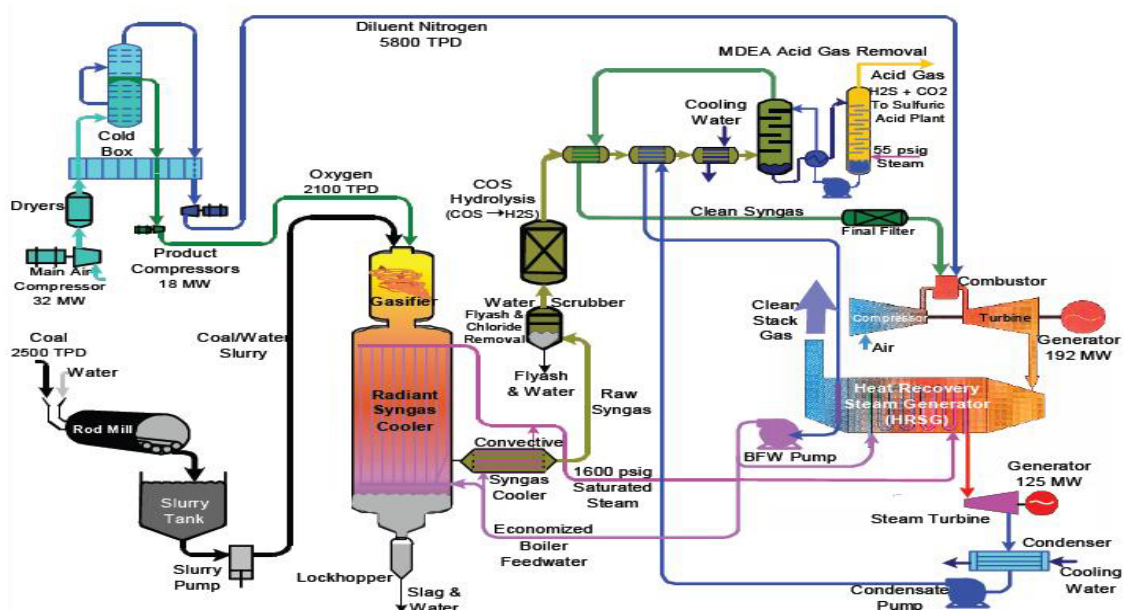 Diluent Nitrogen
5800 TPD
MDEA Acid Gas Removal
Acid Gas
H2S + CO2
To Sulfuric
Acid Plant
Cooling
Water
55 psig
Steam
Cold
Box
Dryers
Oxygen
2100 TPD
COS
Hydrolysis
(COS →H2S)
Clean Syngas
Final Filter
Product
Compressors
18 MW
Main Air
Compressor
32 MW
Gasifier
Water Scrubber
Flyash &
Chloride
Removal
Clean
Stack
Gas
Combustor
Compressor
Turbine
Air
Generator
192 MW
Coal
2500 TPD
Water
Coal/Water
Slurry
Flyash
& Water
Raw
Syngas
Radiant
Syngas
Cooler
Heat Recovery
Steam Generator
(HRSG)
Rod Mill
Convective
Syngas
Cooler
BFW Pump
1600 psig
Saturated
Steam
Generator
125 MW
Slurry
Tank
Steam Turbine
Economized
Boiler
Feedwater
Condenser
Slurry
Pump
Lockhopper
Cooling
Water
Slag &
Water
Condensate
Pump